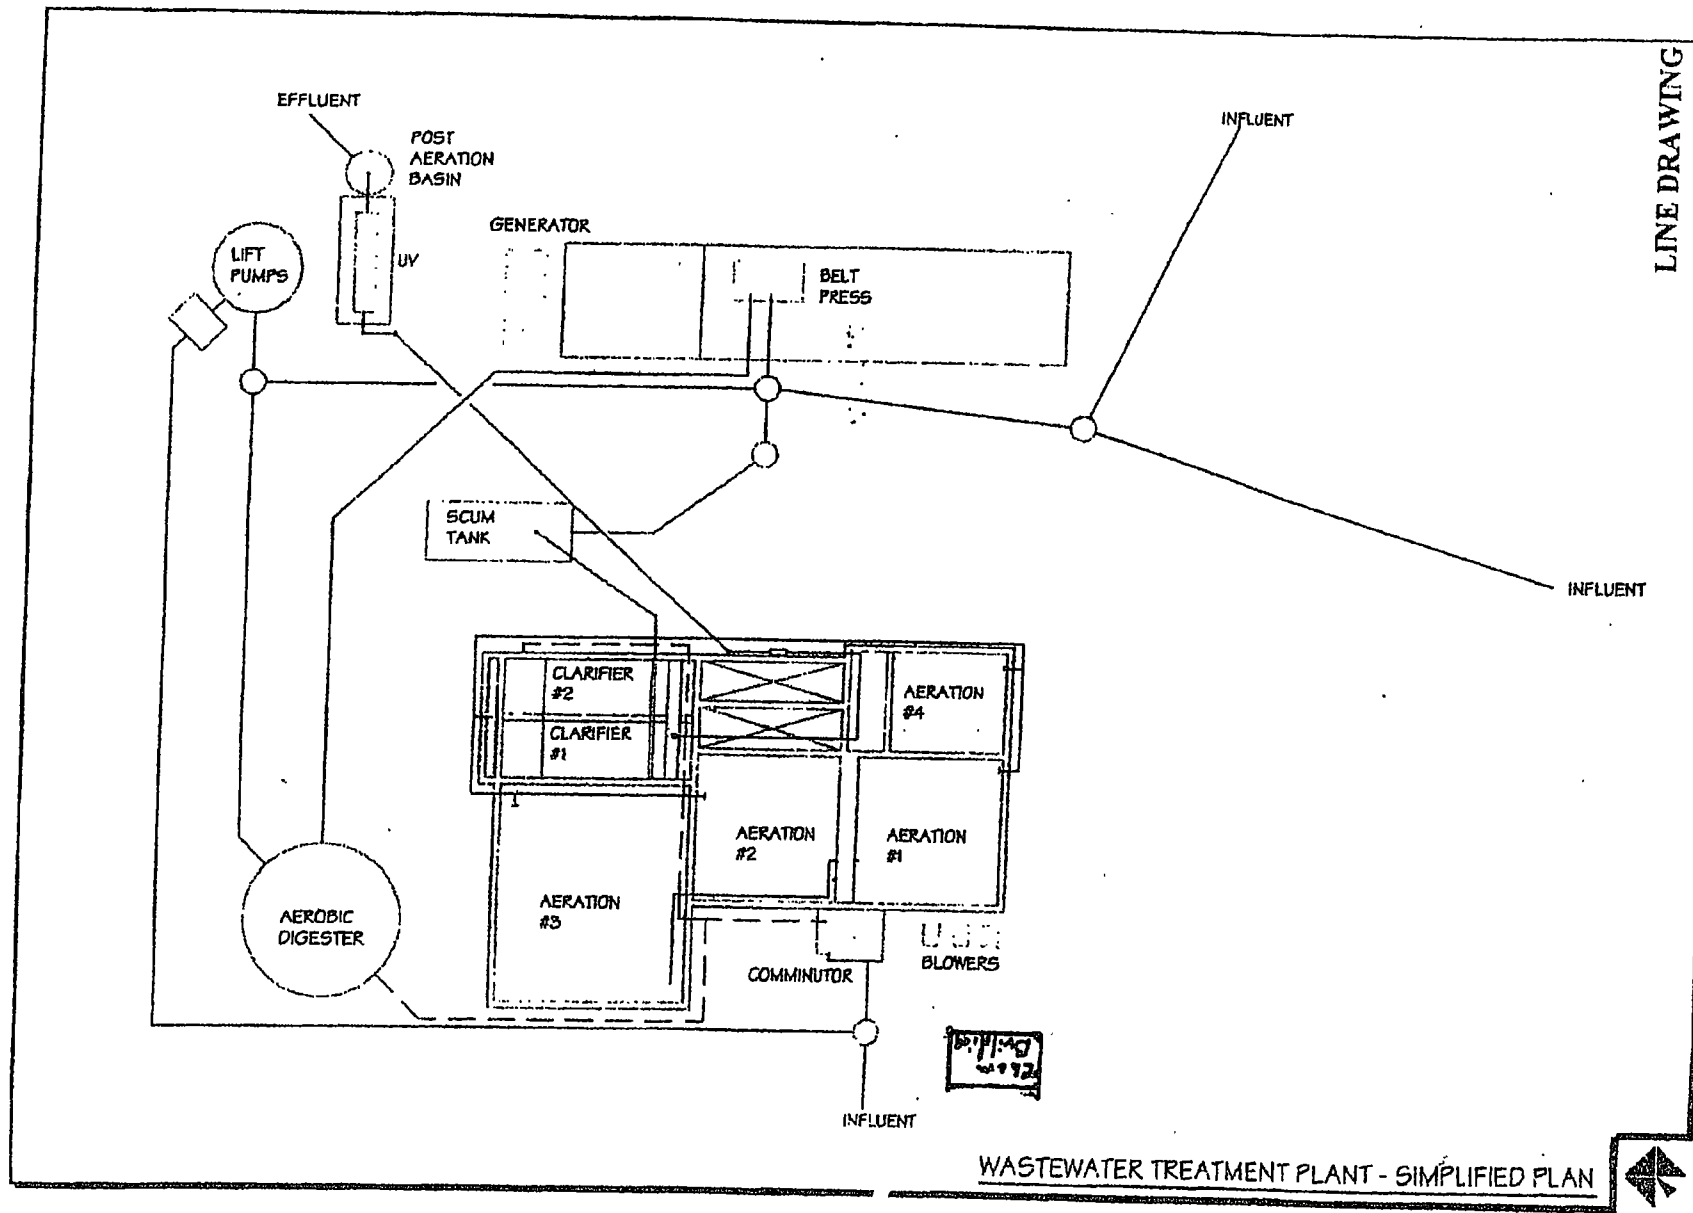 LINE DRAWING
EFFLUENT
POST
AERATION
BASIN
INFLUENT
GENERATOR
LIFT
PUMPS
UV
BELT
PRESS
SCUM
TANK
INFLUENT
CLARIFIER
#2
AERATION
#4
CLARIFIER
#1
AERATION
#2
AERATION
#1
AERATION
#3
AEROBIC
DIGESTER
COMMINUTOR
BLOWERS
Chem
Building
INFLUENT
WASTEWATER TREATMENT PLANT - SIMPLIFIED PLAN